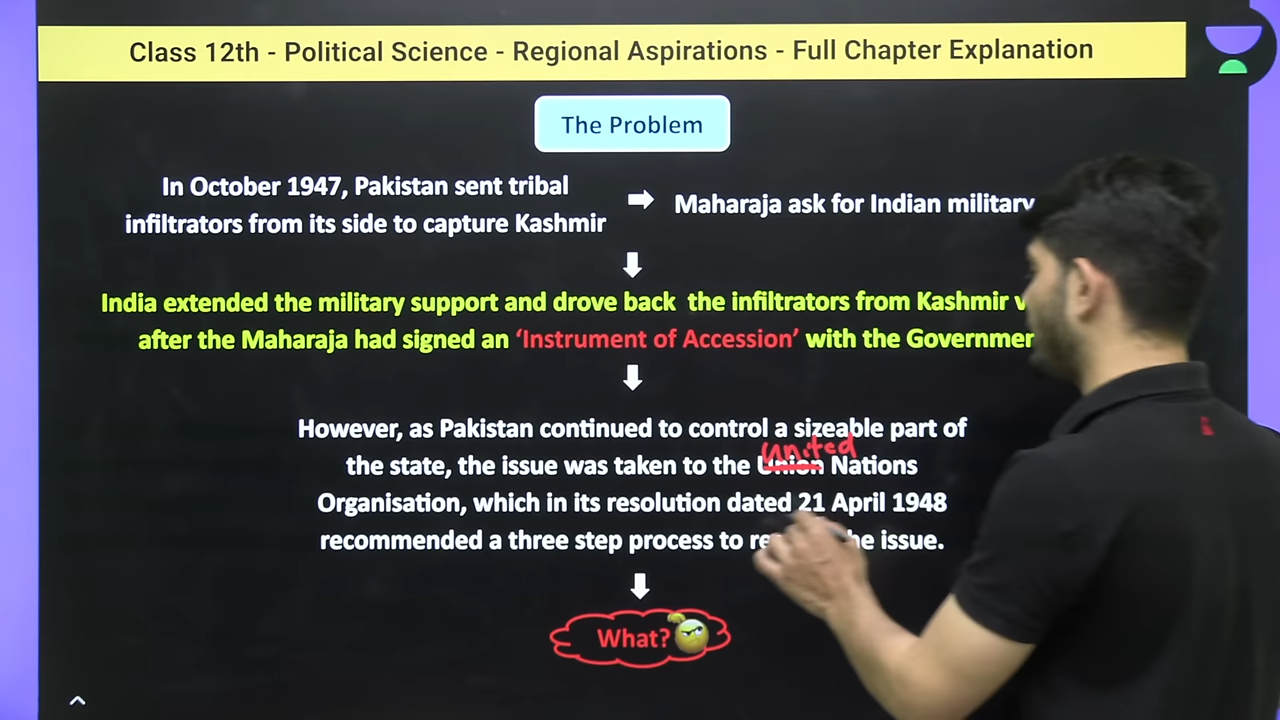 Class 12th - Political Science - Regional Aspirations - Full Chapter Explanation
The Problem
In October 1947, Pakistan sent tribal
infiltrators from its side to capture Kashmir
Maharaja ask for Indian military
India extended the military support and drove back the infiltrators from Kashmir
after the Maharaja had signed an ‘Instrument of Accession’ with the
However, as Pakistan continued to control a sizeable part of
united
the state, the issue was taken to the Union Nations
Organisation, which in its resolution dated 21 April 1948
recommended a three step process to the issue.
What?